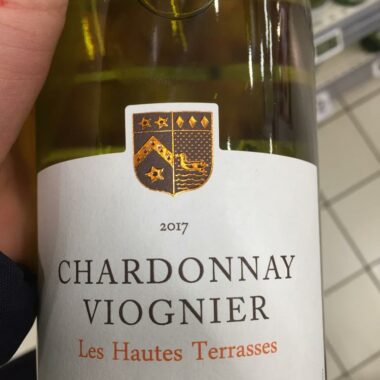 2017
CHARDONNAY
VIOGNIER
Les Hautes Terrasses